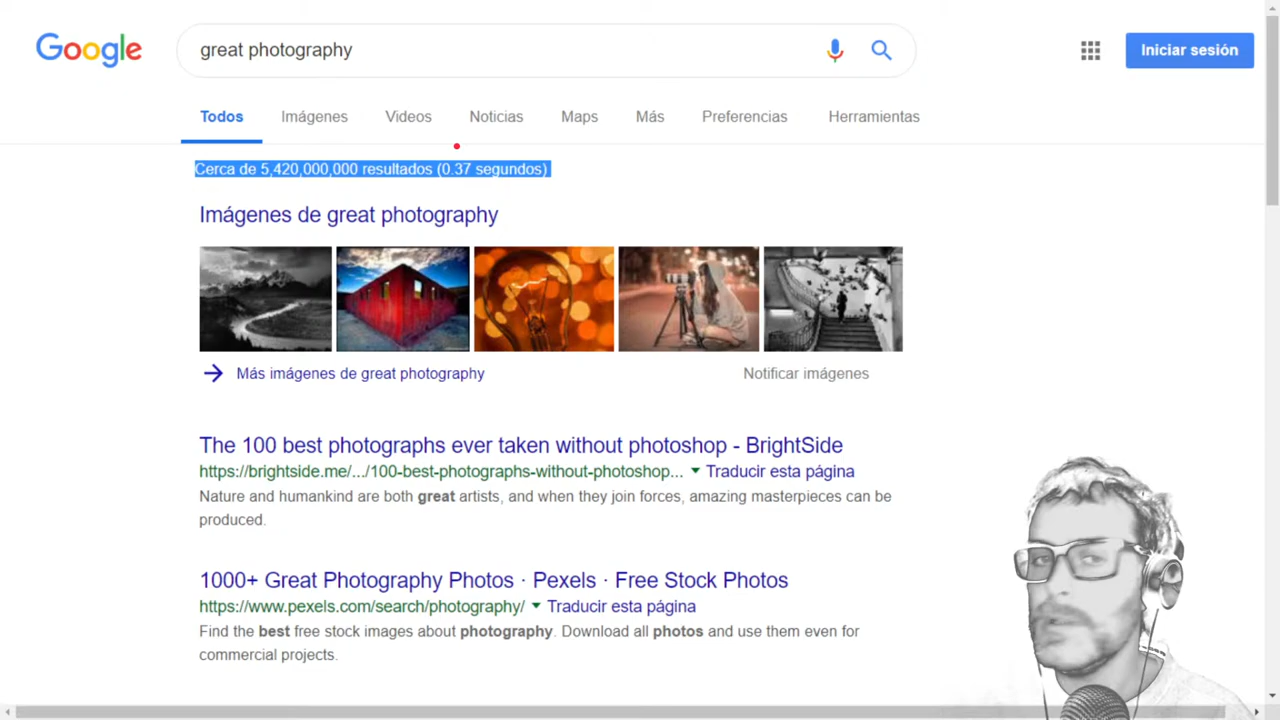 Google
great photography
Iniciar sesión
Todos Imágenes Videos Noticias Maps Más Preferencias Herramientas
Cerca de 5,420,000,000 resultados (0.37 segundos)
Imágenes de great photography
Más imágenes de great photography
Notificar imágenes
The 100 best photographs ever taken without photoshop - BrightSide
https://brightside.me/.../100-best-photographs-without-photoshop... Traducir esta página
Nature and humankind are both great artists, and when they join forces, amazing masterpieces can be
produced.
1000+ Great Photography Photos · Pexels · Free Stock Photos
https://www.pexels.com/search/photography/ Traducir esta página
Find the best free stock images about photography. Download all photos and use them even for
commercial projects.